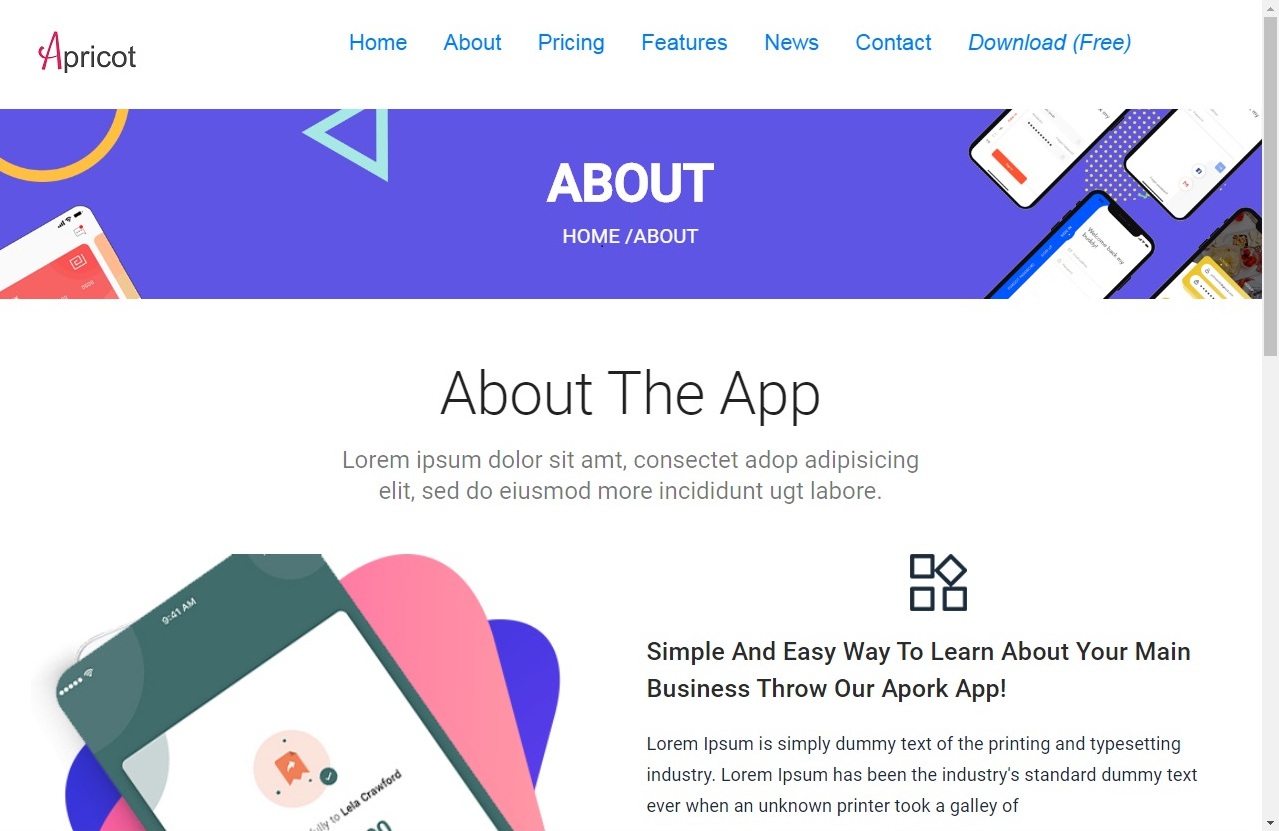 Apricot
Home About Pricing Features News Contact Download (Free)
ABOUT
HOME /ABOUT
Welcome back my
buddy!
About The App
Lorem ipsum dolor sit amt, consectet adop adipisicing
elit, sed do eiusmod more incididunt ugt labore.
9:41 AM
Lela Crawford
Simple And Easy Way To Learn About Your Main
Business Throw Our Apork App!
Lorem Ipsum is simply dummy text of the printing and typesetting
industry. Lorem Ipsum has been the industry's standard dummy text
ever when an unknown printer took a galley of